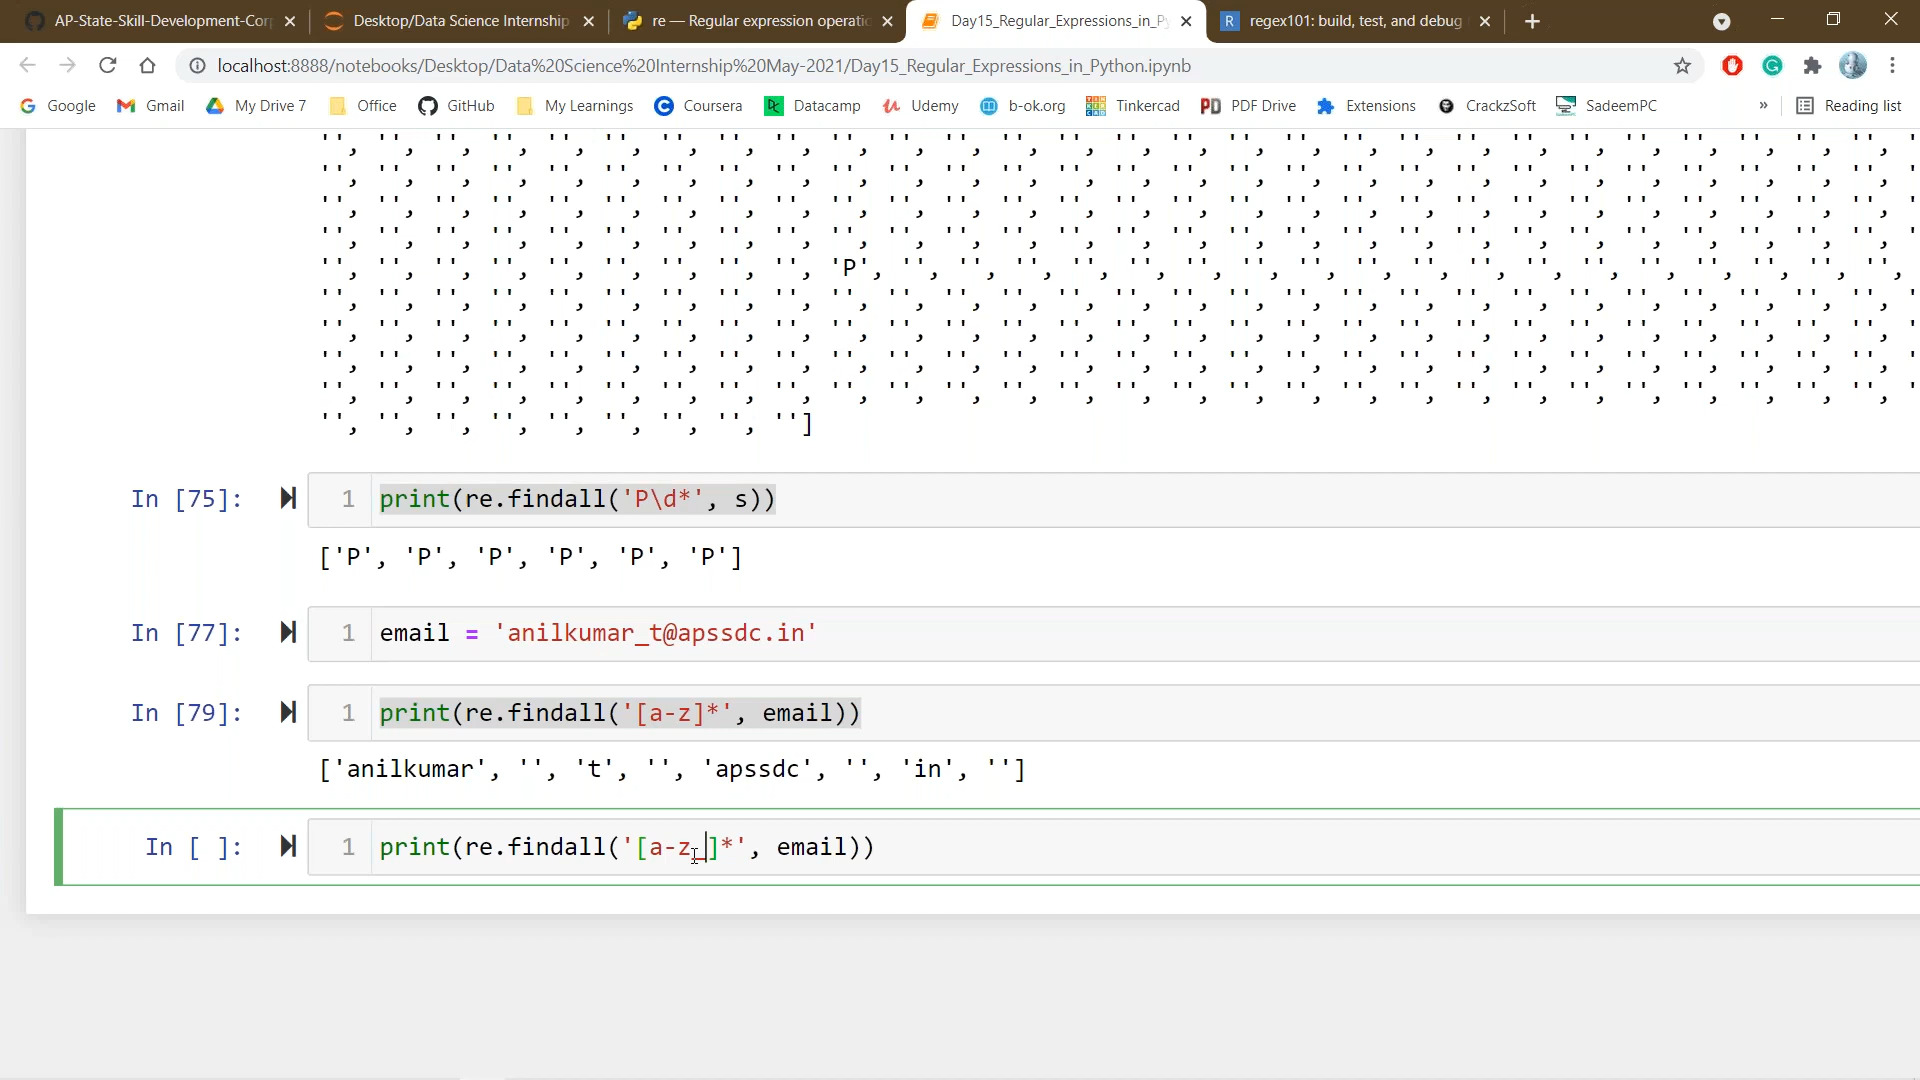 AP-State-Skill-Development-Cor
Desktop/Data Science Internship
re — Regular expression operatio
Day15_Regular_Expressions_in_P
regex101: build, test, and debug
localhost:8888/notebooks/Desktop/Data%20Science%20Internship%20May-2021/Day15_Regular_Expressions_in_Python.ipynb
Google Gmail My Drive 7 Office GitHub My Learnings Coursera Datacamp Udemy b-ok.org Tinkercad PDF Drive Extensions CrackzSoft SadeemPC » Reading list
'', '', '', '', '', '', '', '', '', '', '', '', '', '', '', '', '', '', '', '', '', '', '', '', '', '', '', '', '
'', '', '', '', '', '', '', '', '', '', '', '', '', '', '', '', '', '', '', '', '', '', '', '', '', '', '', '', '
'', '', '', '', '', '', '', '', '', '', '', '', '', '', '', '', '', '', '', '', '', '', '', '', '', '', '', '', '
'', '', '', '', '', '', '', '', '', '', '', '', '', '', '', '', '', '', '', '', '', '', '', '', '', '', '', '', '
'', '', '', '', '', '', '', '', '', 'P', '', '', '', '', '', '', '', '', '', '', '', '', '', '', '', '', '', '',
'', '', '', '', '', '', '', '', '', '', '', '', '', '', '', '', '', '', '', '', '', '', '', '', '', '', '', '', '
'', '', '', '', '', '', '', '', '', '', '', '', '', '', '', '', '', '', '', '', '', '', '', '', '', '', '', '', '
'', '', '', '', '', '', '', '', '', '', '', '', '', '', '', '', '', '', '', '', '', '', '', '', '', '', '', '', '
'', '', '', '', '', '', '', '', '', '', '', '', '', '', '', '', '', '', '', '', '', '', '', '', '', '', '', '', '
'', '', '', '', '', '', '', '', '']
In [75]: 1 print(re.findall('P\d*', s))
['P', 'P', 'P', 'P', 'P', 'P']
In [77]: 1 email = 'anilkumar_t@apssdc.in'
In [79]: 1 print(re.findall('[a-z]*', email))
['anilkumar', '', 't', '', 'apssdc', '', 'in', '']
In [ ]: 1 print(re.findall('[a-z_]*', email))